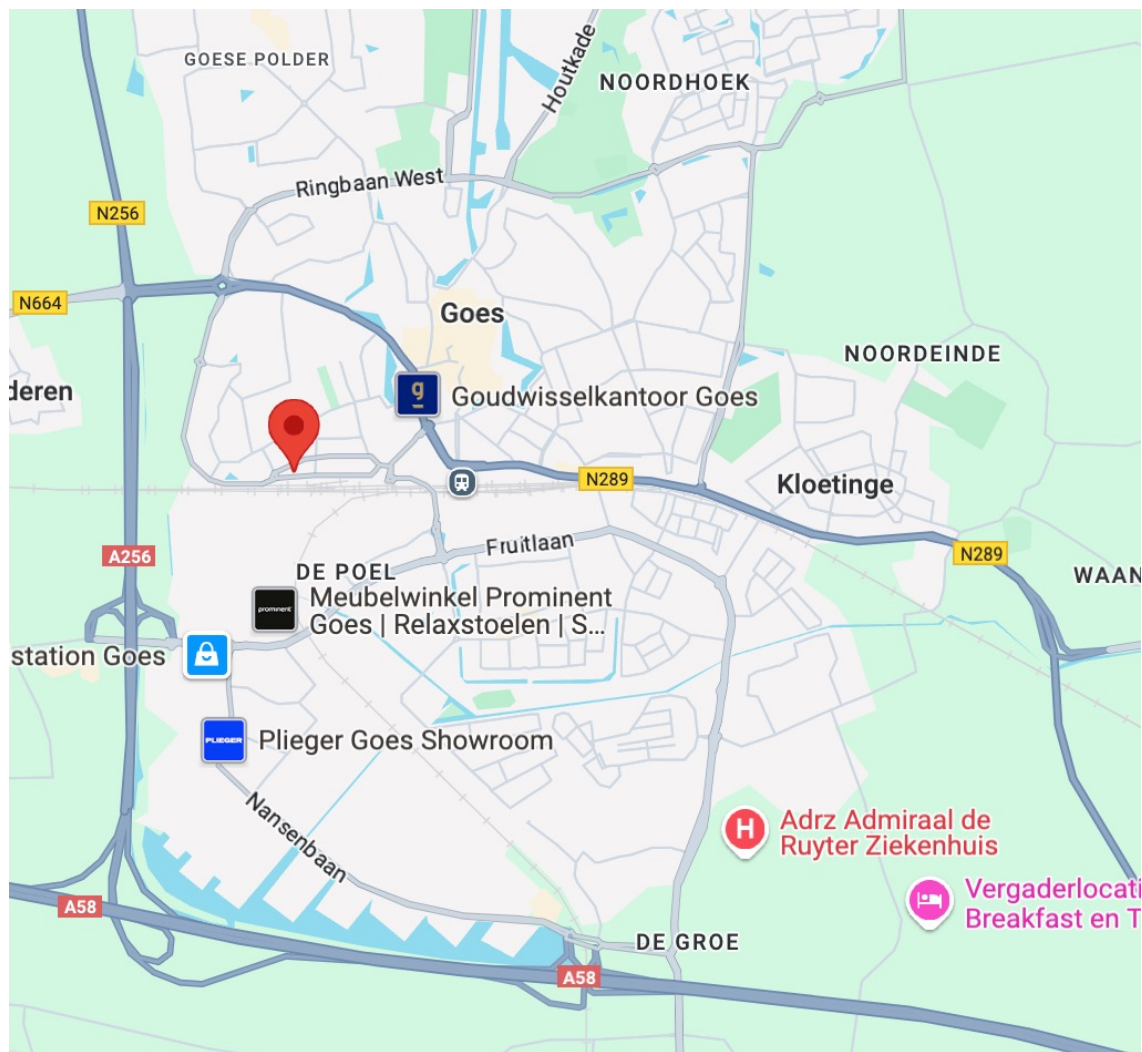 GOESE POLDER
Houtkade
NOORDHOEK
Ringbaan West
N256
N664
Goes
NOORDEINDE
deren
g
Goudwisselkantoor Goes
N289
Kloetinge
A256
Fruitlaan
N289
DE POEL
WAAN
prominent
Meubelwinkel Prominent
Goes | Relaxstoelen | S...
station Goes
PLIEGER
Plieger Goes Showroom
Nansenbaan
H
Adrz Admiraal de
Ruyter Ziekenhuis
A58
Vergaderlocati
Breakfast en T
DE GROE
A58